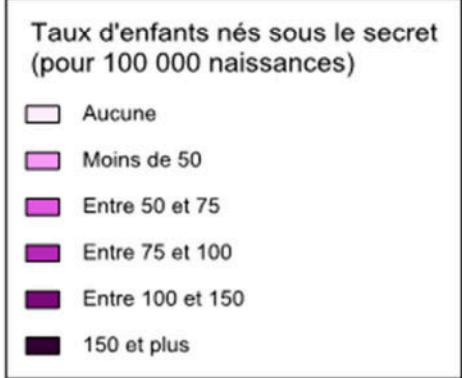 Taux d'enfants nés sous le secret
(pour 100 000 naissances)
Aucune
Moins de 50
Entre 50 et 75
Entre 75 et 100
Entre 100 et 150
150 et plus